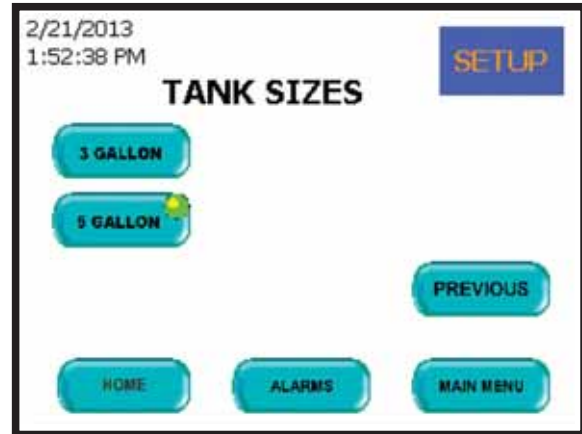 2/21/2013
1:52:38 PM
SETUP
TANK SIZES
3 GALLON
5 GALLON
PREVIOUS
HOME
ALARMS
MAIN MENU